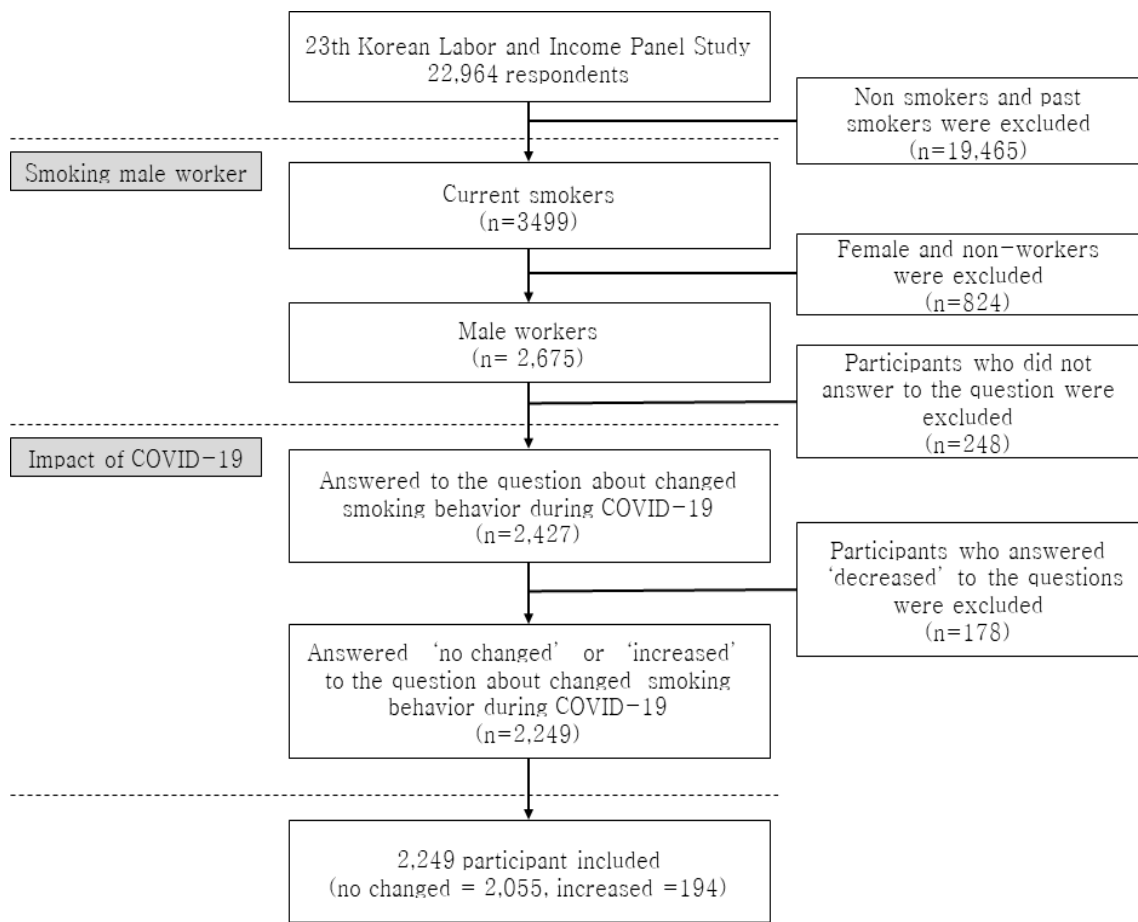 23th Korean Labor and Income Panel Study
22,964 respondents
Non smokers and past
smokers were excluded
(n=19,465)
Smoking male worker
Current smokers
(n=3499)
Female and non-workers
were excluded
(n=824)
Male workers
(n= 2,675)
Participants who did not
answer to the question were
excluded
(n=248)
Impact of COVID-19
Answered to the question about changed
smoking behavior during COVID-19
(n=2,427)
Participants who answered
‘decreased’ to the questions
were excluded
(n=178)
Answered ‘no changed’ or ‘increased’
to the question about changed smoking
behavior during COVID-19
(n=2,249)
2,249 participant included
(no changed = 2,055, increased =194)